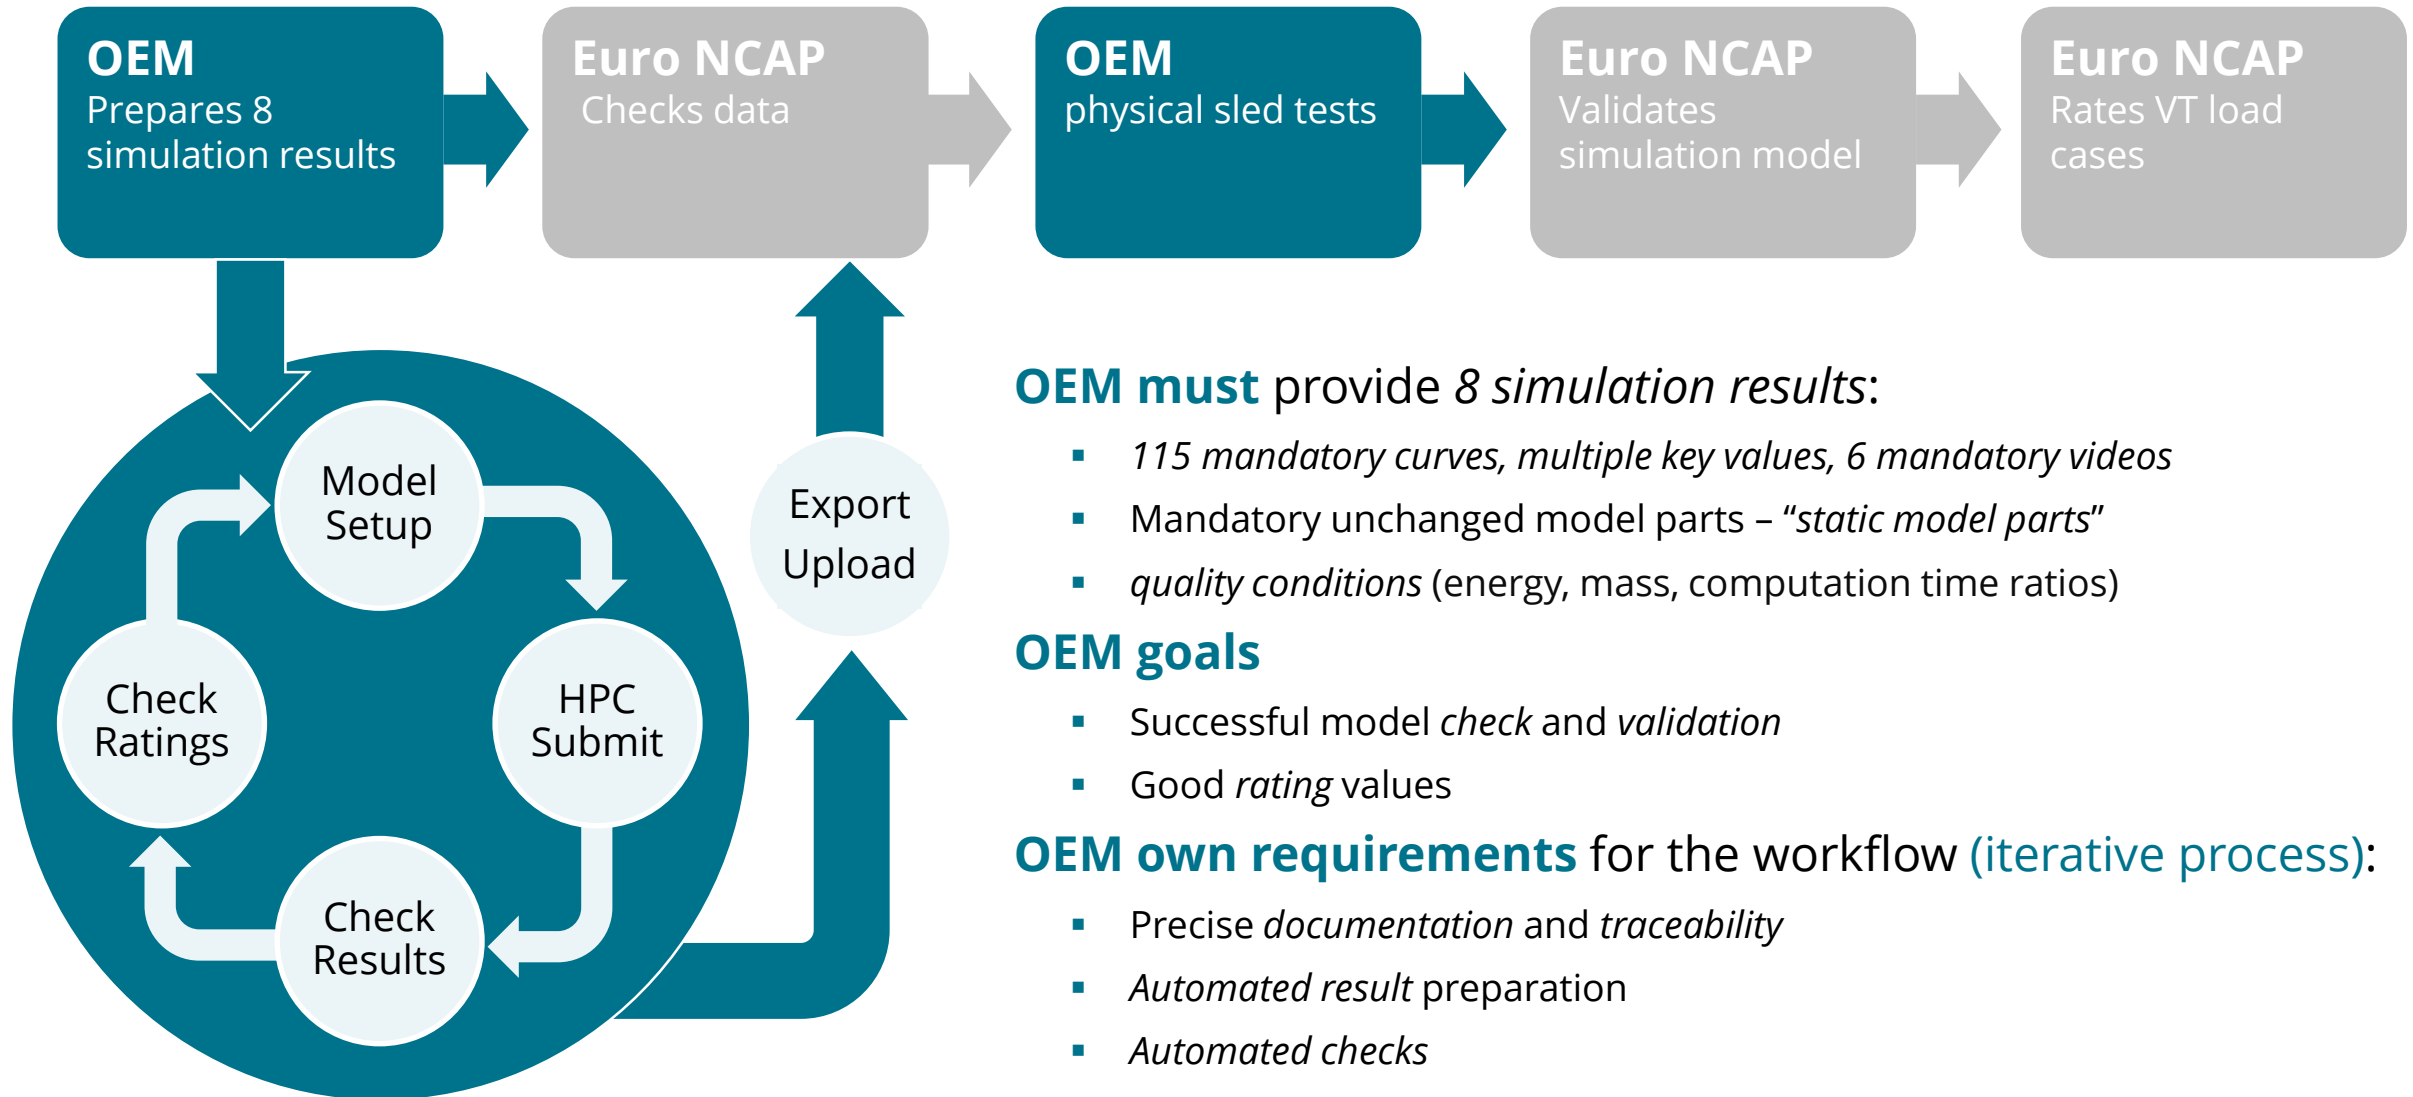 OEM
Prepares 8
simulation results
Euro NCAP
Checks data
OEM
physical sled tests
Euro NCAP
Validates
simulation model
Euro NCAP
Rates VT load
cases
Model
Setup
HPC
Submit
Check
Results
Check
Ratings
Export
Upload
OEM must provide 8 simulation results:
▪ 115 mandatory curves, multiple key values, 6 mandatory videos
▪ Mandatory unchanged model parts – “static model parts”
▪ quality conditions (energy, mass, computation time ratios)
OEM goals
▪ Successful model check and validation
▪ Good rating values
OEM own requirements for the workflow (iterative process):
▪ Precise documentation and traceability
▪ Automated result preparation
▪ Automated checks